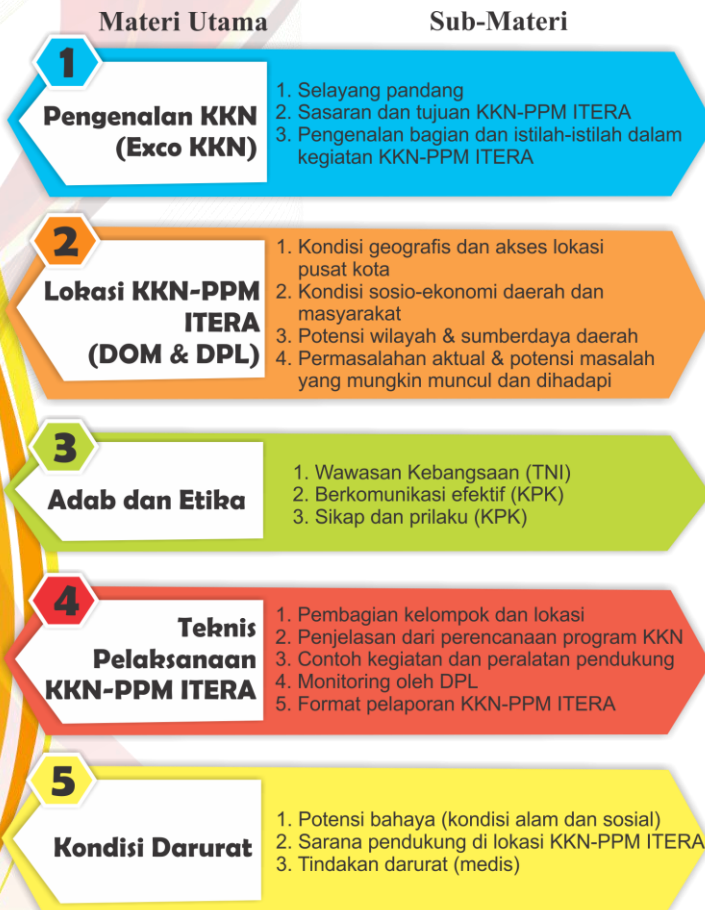 Materi Utama
Sub-Materi
1
Pengenalan KKN
(Exco KKN)
1. Selayang pandang
2. Sasaran dan tujuan KKN-PPM ITERA
3. Pengenalan bagian dan istilah-istilah dalam
kegiatan KKN-PPM ITERA
2
Lokasi KKN-PPM
ITERA
(DOM & DPL)
1. Kondisi geografis dan akses lokasi
pusat kota
2. Kondisi sosio-ekonomi daerah dan
masyarakat
3. Potensi wilayah & sumberdaya daerah
4. Permasalahan aktual & potensi masalah
yang mungkin muncul dan dihadapi
3
Adab dan Etika
1. Wawasan Kebangsaan (TNI)
2. Berkomunikasi efektif (KPK)
3. Sikap dan prilaku (KPK)
4
Teknis
Pelaksanaan
KKN-PPM ITERA
1. Pembagian kelompok dan lokasi
2. Penjelasan dari perencanaan program KKN
3. Contoh kegiatan dan peralatan pendukung
4. Monitoring oleh DPL
5. Format pelaporan KKN-PPM ITERA
5
Kondisi Darurat
1. Potensi bahaya (kondisi alam dan sosial)
2. Sarana pendukung di lokasi KKN-PPM ITERA
3. Tindakan darurat (medis)